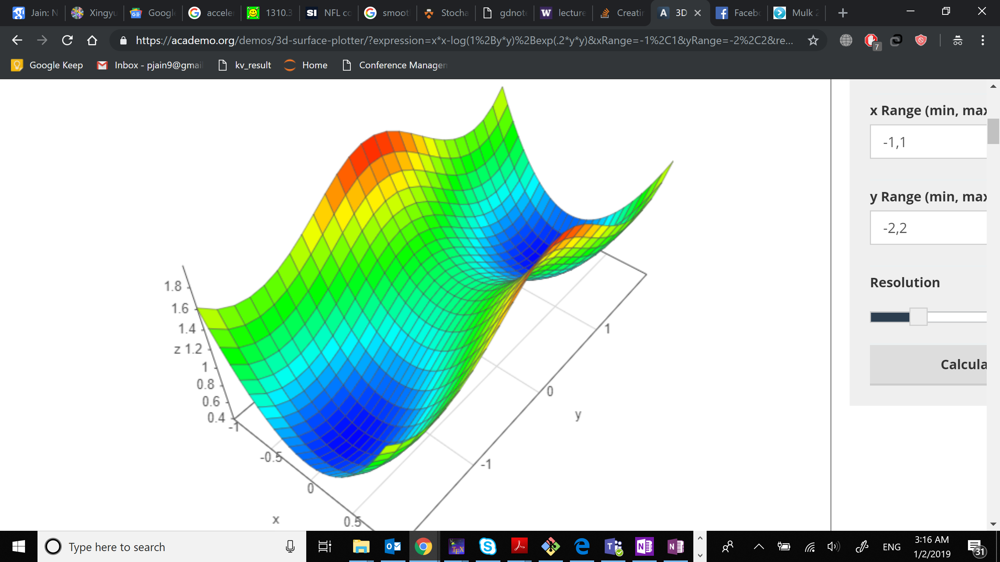 Jain: N Xingyu Google acceler 1310.3 NFL co smooth Stocha gdnote lecture Creatin 3D Facebo Mulk 2
https://academo.org/demos/3d-surface-plotter/?expression=x*x-log(1%2By*y)%2Bexp(.2*y*y)&xRange=-1%2C1&yRange=-2%2C2&re...
7
Google Keep Inbox - pjain9@gmail kv_result Home Conference Managem
x Range (min, max
-1,1
y Range (min, max
-2,2
Resolution
Calcula
1.8
1.6
1.4
z 1.2
1
0.8
0.6
0.4
-1
-0.5
0
0.5
x
1
0
-1
y
Type here to search
ENG
3:16 AM
1/2/2019
31